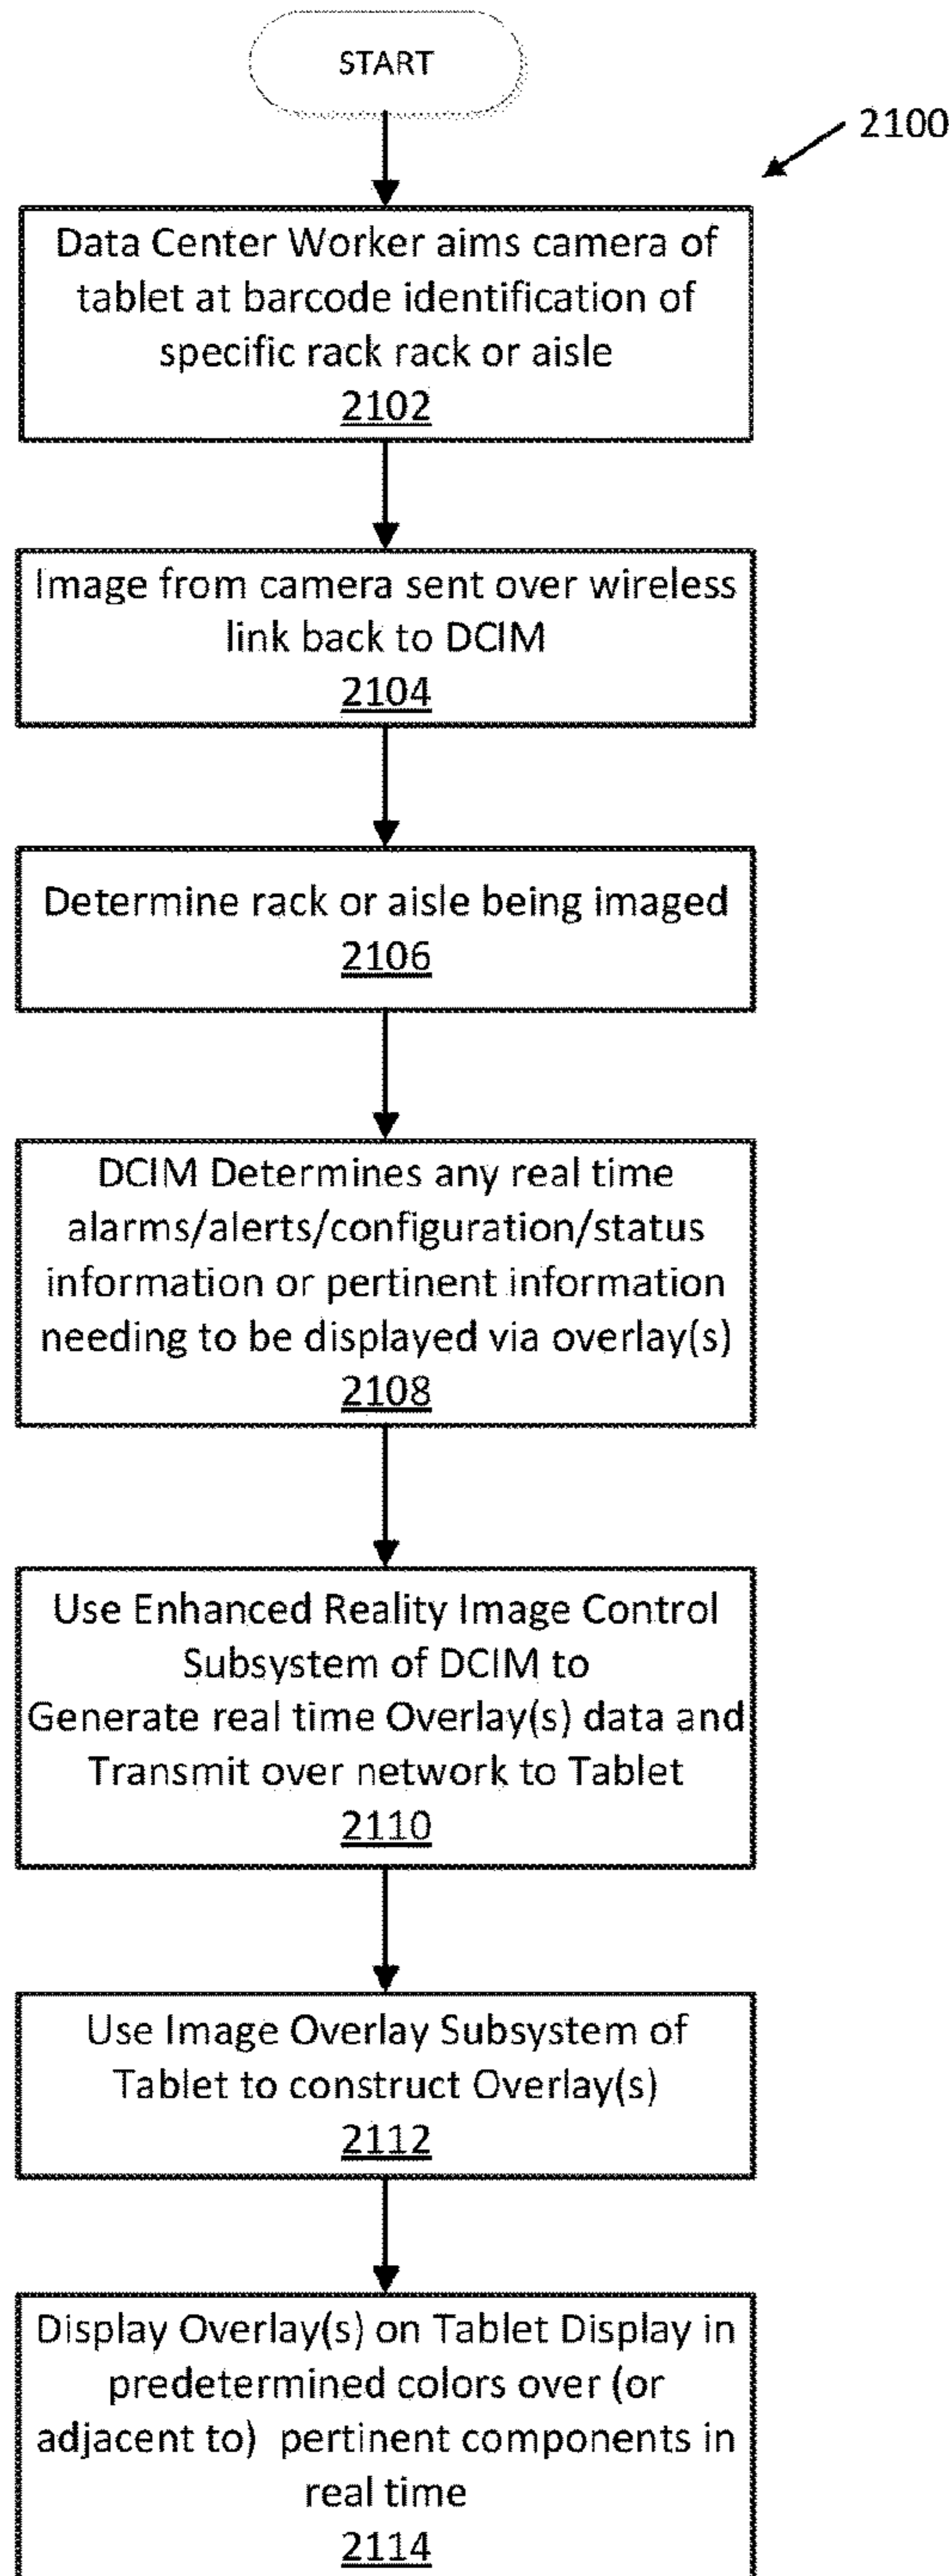 START
2100
Data Center Worker aims camera of
tablet at barcode identification of
specific rack rack or aisle
2102
Image from camera sent over wireless
link back to DCIM
2104
Determine rack or aisle being imaged
2106
DCIM Determines any real time
alarms/alerts/configuration/status
information or pertinent information
needing to be displayed via overlay(s)
2108
Use Enhanced Reality Image Control
Subsystem of DCIM to
Generate real time Overlay(s) data and
Transmit over network to Tablet
2110
Use Image Overlay Subsystem of
Tablet to construct Overlay(s)
2112
Display Overlay(s) on Tablet Display in
predetermined colors over (or
adjacent to) pertinent components in
real time
2114